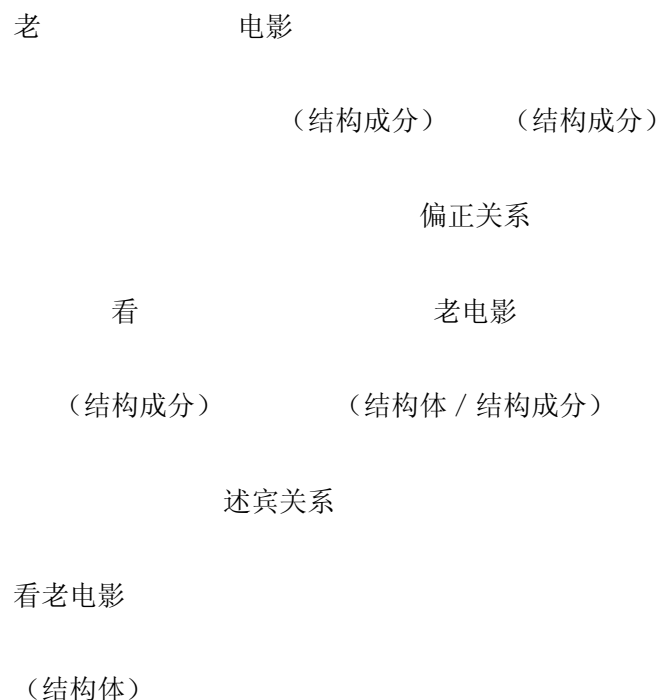 老 电影
（结构成分） （结构成分）
偏正关系
看 老电影
（结构成分） （结构体 / 结构成分）
述宾关系
看老电影
（结构体）